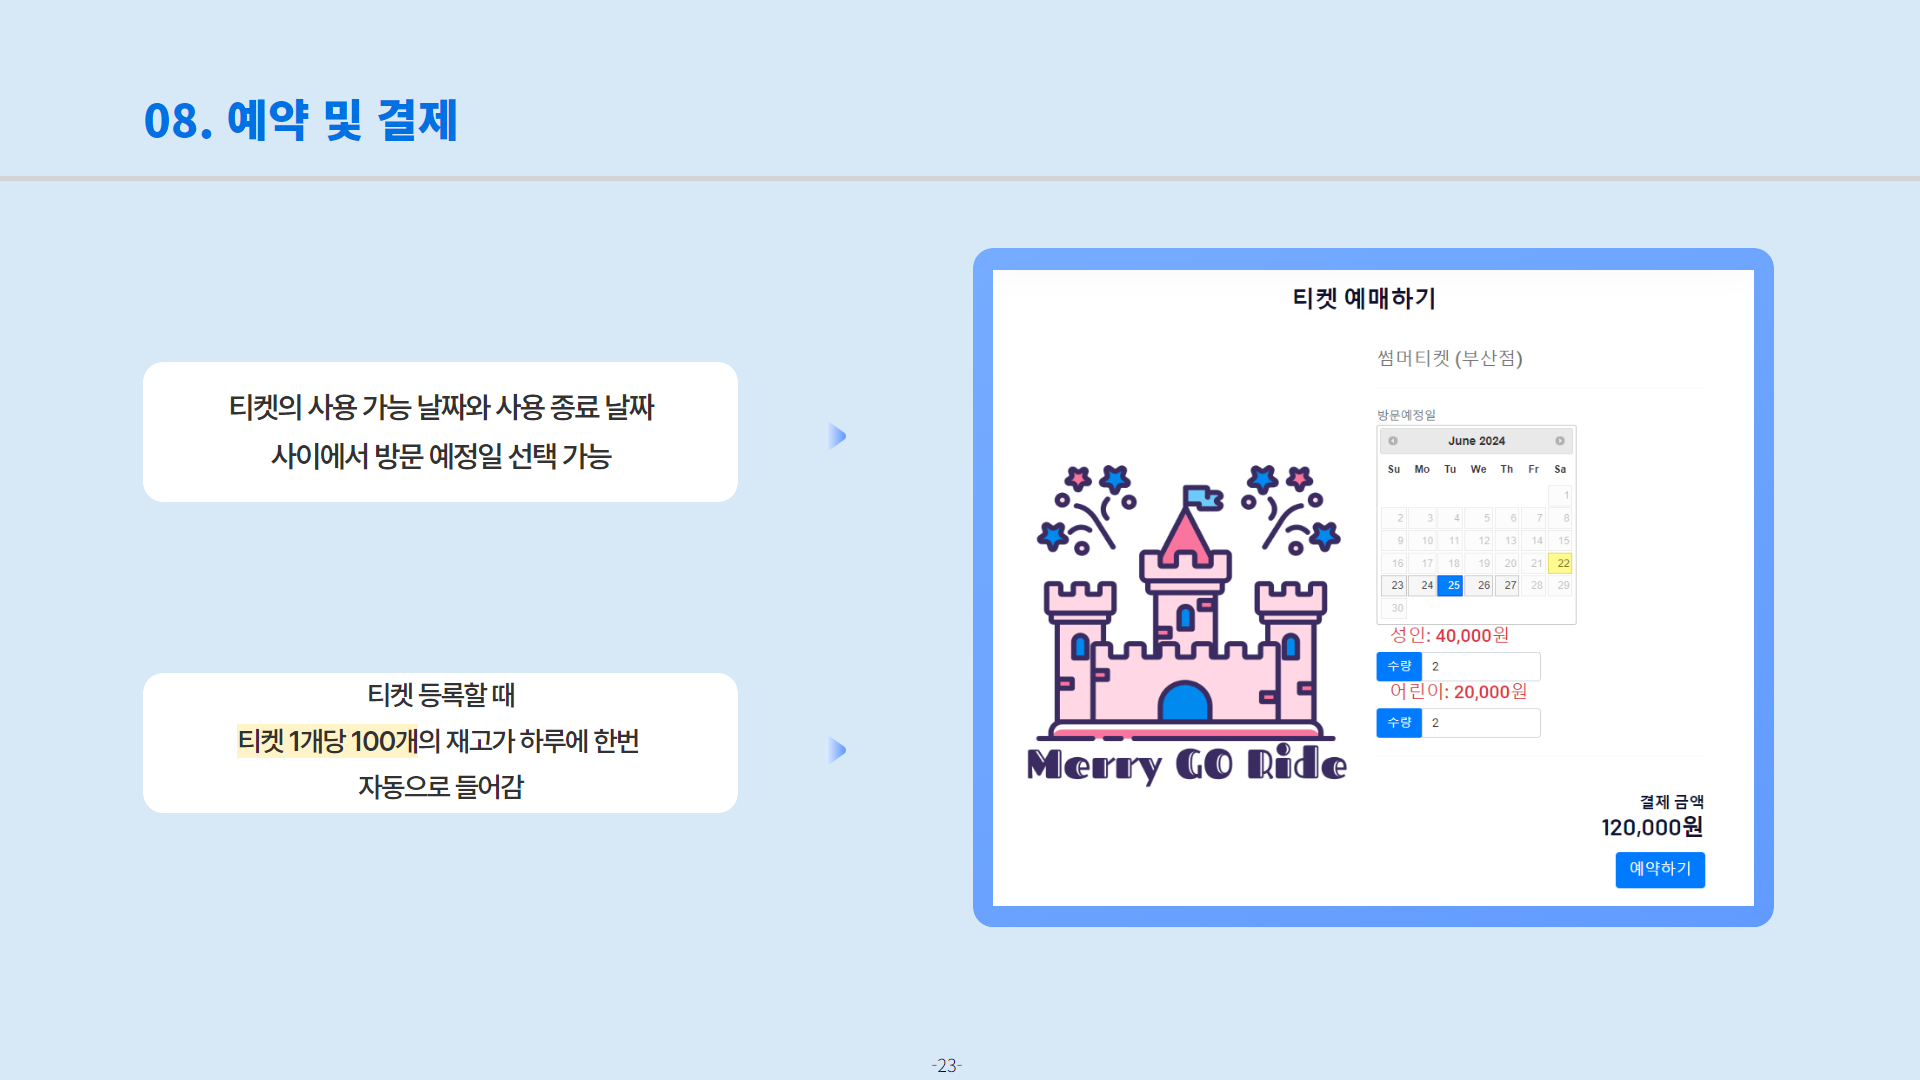 08. 예약 및 결제
티켓의 사용 가능 날짜와 사용 종료 날짜
사이에서 방문 예정일 선택 가능
티켓 등록할 때
티켓 1개당 100개의 재고가 하루에 한번
자동으로 들어감
티켓 예매하기
Merry GO Ride
썸머티켓 (부산점)
방문예정일
June 2024
Su Mo Tu We Th Fr Sa
1
2 3 4 5 6 7 8
9 10 11 12 13 14 15
16 17 18 19 20 21 22
23 24 25 26 27 28 29
30
성인: 40,000원
수량 2
어린이: 20,000원
수량 2
결제 금액
120,000원
예약하기
-23-